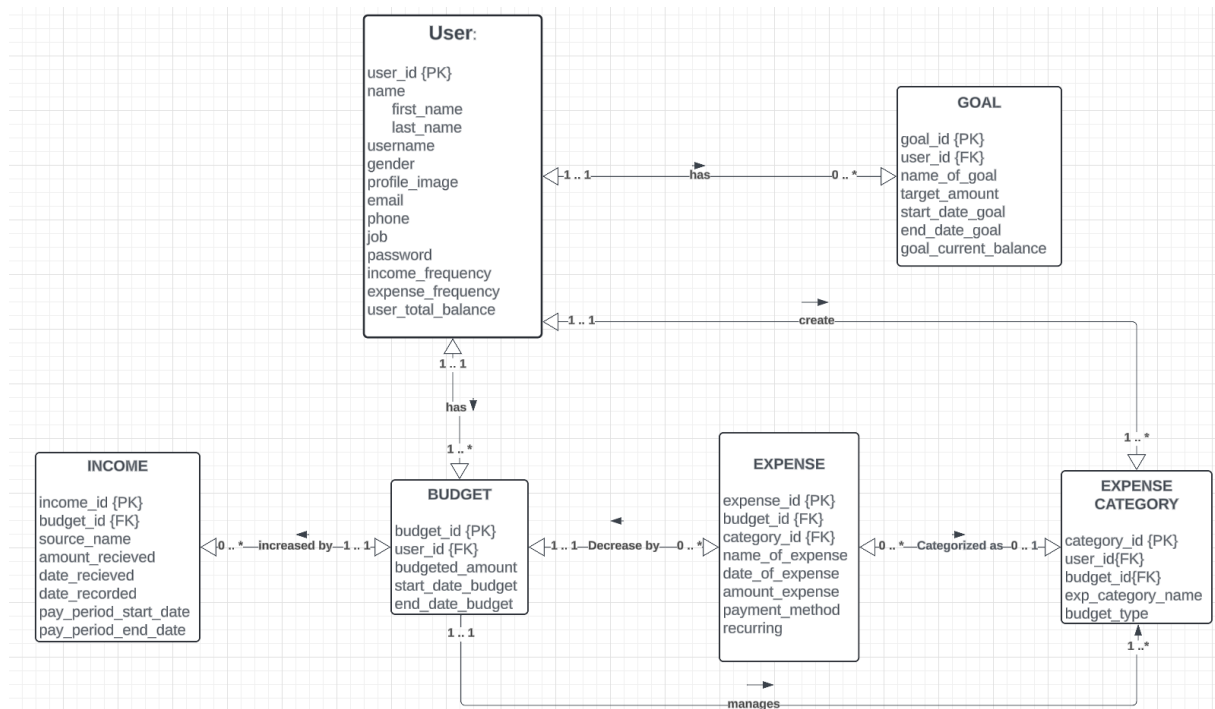 User:
user_id {PK}
name
first_name
last_name
username
gender
profile_image
email
phone
job
password
income_frequency
expense_frequency
user_total_balance
GOAL
goal_id {PK}
user_id {FK}
name_of_goal
target_amount
start_date_goal
end_date_goal
goal_current_balance
1 .. 1 has 0 .. *
1 .. 1 create
1 .. *
1 .. 1
has
1 .. *
INCOME
income_id {PK}
budget_id {FK}
source_name
amount_recieved
date_recieved
date_recorded
pay_period_start_date
pay_period_end_date
0 .. * increased by 1 .. 1
BUDGET
budget_id {PK}
user_id {FK}
budgeted_amount
start_date_budget
end_date_budget
1 .. 1 Decrease by 0 .. *
EXPENSE
expense_id {PK}
budget_id {FK}
category_id {FK}
name_of_expense
date_of_expense
amount_expense
payment_method
recurring
0 .. * Categorized as 0 .. 1
EXPENSE
CATEGORY
category_id {PK}
user_id{FK}
budget_id{FK}
exp_category_name
budget_type
1 .. 1
1 ..*
manages